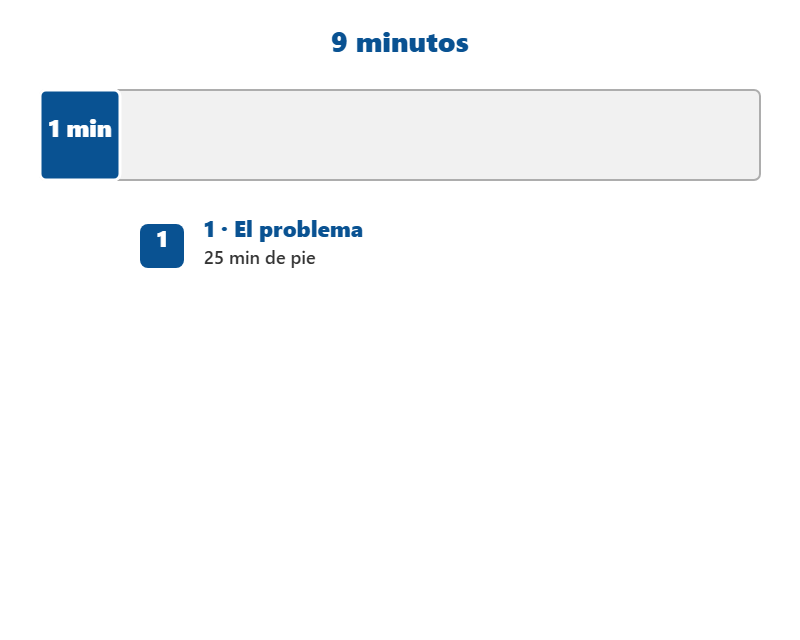 9 minutos
1 min
1
1 · El problema
25 min de pie